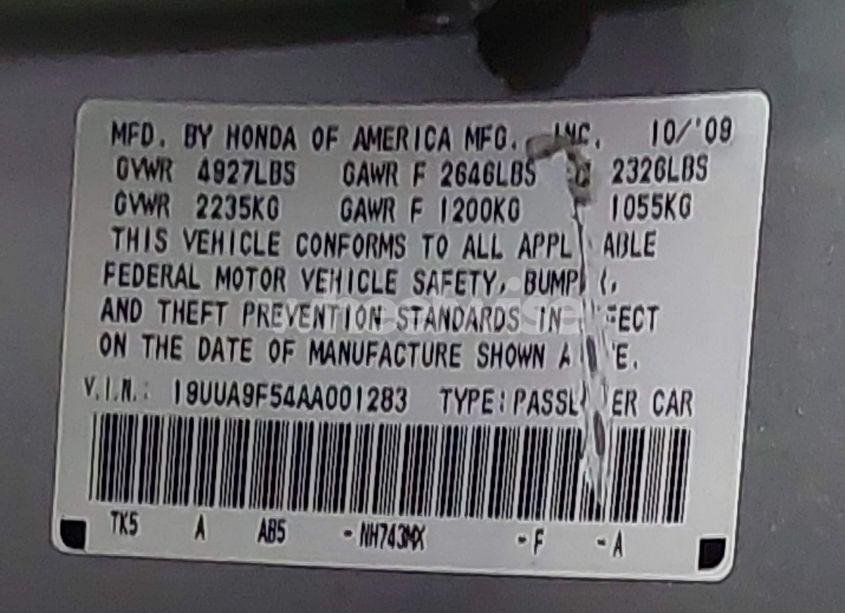 MFD. BY HONDA OF AMERICA MFG. INC. 10/'09
GVWR 4927LBS GAWR F 2646LBS 2326LBS
GVWR 2235KG GAWR F 1200KG 1055KG
THIS VEHICLE CONFORMS TO ALL APPL ABLE
FEDERAL MOTOR VEHICLE SAFETY, BUMP
AND THEFT PREVENTION STANDARDS IN FECT
ON THE DATE OF MANUFACTURE SHOWN A E.
V.I.N.: 19UUA9F54AA001283 TYPE: PASSE ER CAR
TK5 A AB5 -NH743MX -F -A